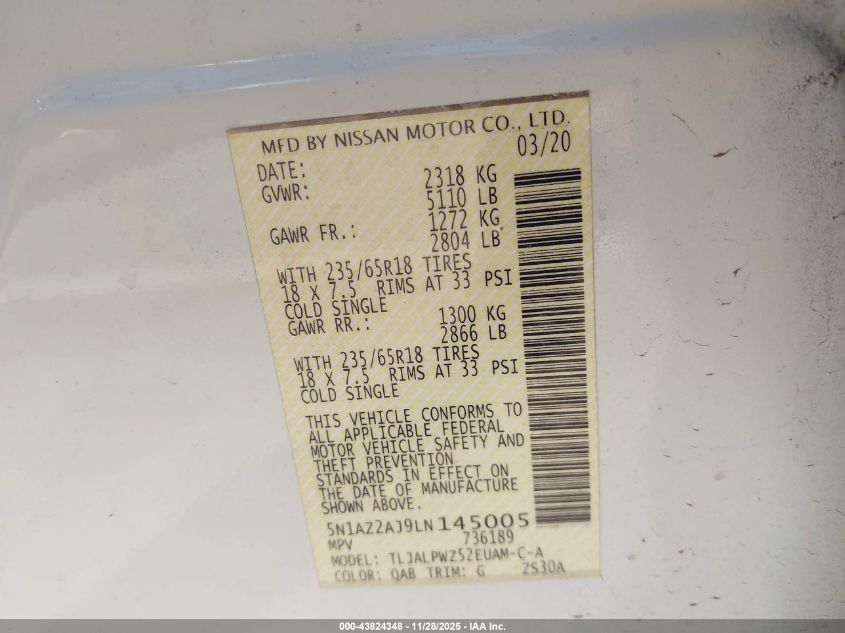 MFD BY NISSAN MOTOR CO., LTD.
DATE: 03/20
GVWR: 2318 KG
5110 LB
GAWR FR.: 1272 KG
2804 LB
WITH 235/65R18 TIRES
18 X 7.5 RIMS AT 33 PSI
COLD SINGLE
GAWR RR.: 1300 KG
2866 LB
WITH 235/65R18 TIRES
18 X 7.5 RIMS AT 33 PSI
COLD SINGLE
THIS VEHICLE CONFORMS TO
ALL APPLICABLE FEDERAL
MOTOR VEHICLE SAFETY AND
THEFT PREVENTION
STANDARDS IN EFFECT ON
THE DATE OF MANUFACTURE
SHOWN ABOVE.
5N1AZ2AJ9LN145005
MPV 736189
MODEL: TLJALPWZ52EUAM-C-A
COLOR: QAB TRIM: G ZS30A
000-43824348 - 11/28/2025 - IAA Inc.